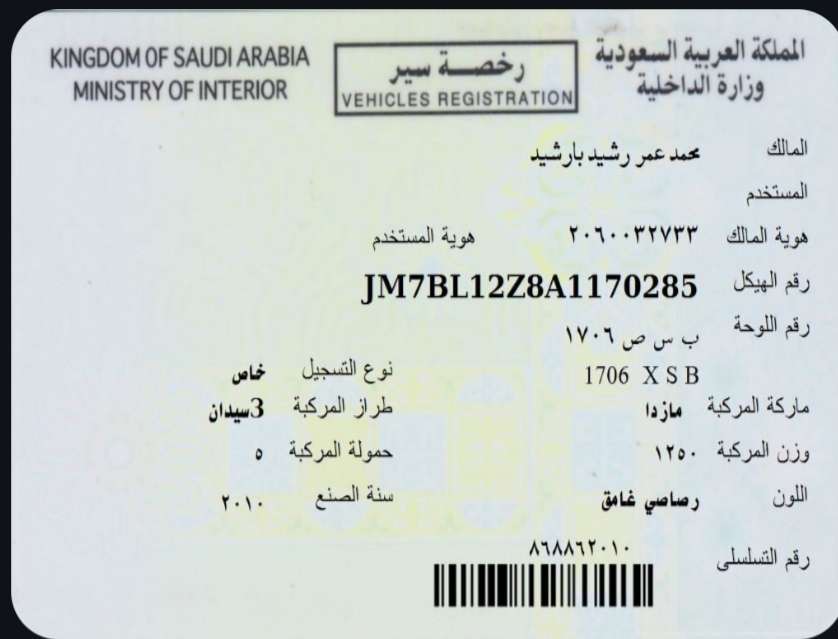 KINGDOM OF SAUDI ARABIA
MINISTRY OF INTERIOR
رخصة سير
VEHICLES REGISTRATION
المملكة العربية السعودية
وزارة الداخلية
المالك محمد عمر رشيد بارشيد
المستخدم
هوية المالك ٢٠٦٠٠٣٢٧٣٣ هوية المستخدم
رقم الهيكل JM7BL12Z8A1170285
رقم اللوحة ب س ص ١٧٠٦
1706 X S B نوع التسجيل خاص
ماركة المركبة مازدا طراز المركبة 3سيدان
وزن المركبة ١٢٥٠ حمولة المركبة ٥
اللون رصاصي غامق سنة الصنع ٢٠١٠
رقم التسلسلى ٨٦٨٨٦٢٠١٠